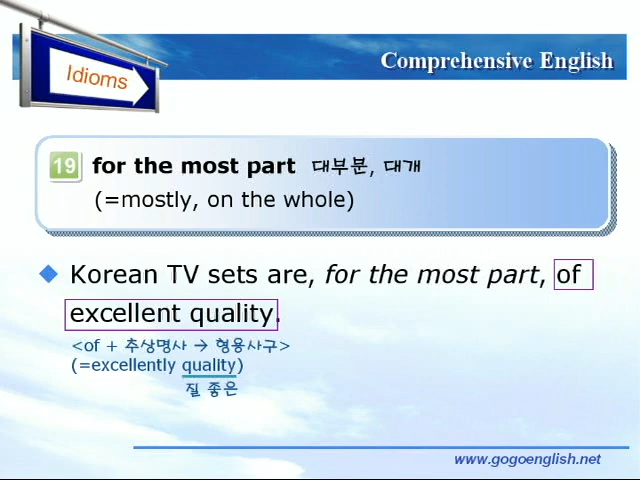 Idioms
Comprehensive English
19 for the most part 대부분, 대개
(=mostly, on the whole)
Korean TV sets are, for the most part, of
excellent quality.
<of + 추상명사 → 형용사구>
(=excellently quality)
질 좋은
www.gogoenglish.net